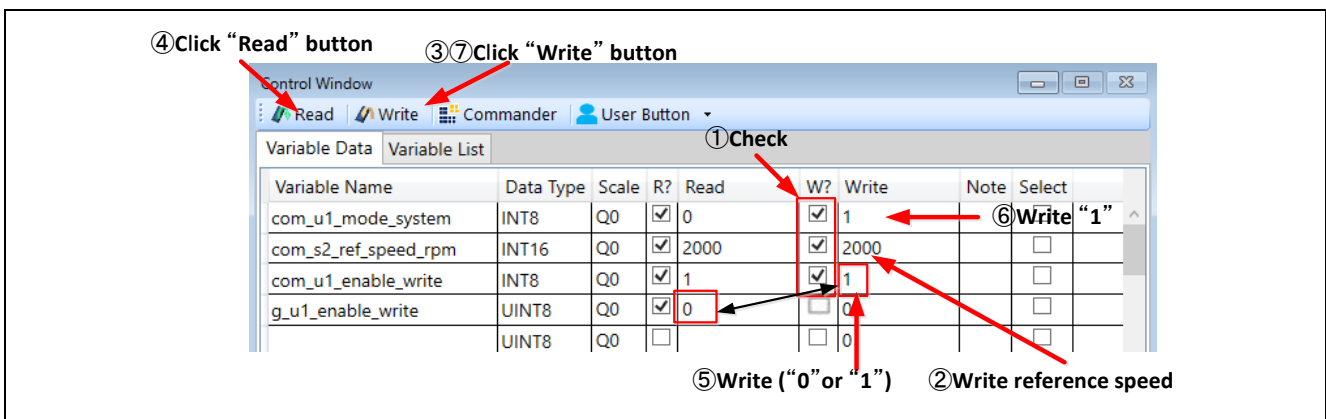 ④Click “Read” button
③⑦Click “Write” button
Control Window
Read Write Commander User Button
①Check
Variable Data Variable List
Variable Name Data Type Scale R? Read W? Write Note Select
com_u1_mode_system INT8 Q0 0 1 ⑥Write “1”
com_s2_ref_speed_rpm INT16 Q0 2000 2000
com_u1_enable_write INT8 Q0 1 1
g_u1_enable_write UINT8 Q0 0 0
UINT8 Q0 0
⑤Write (“0”or “1”) ②Write reference speed